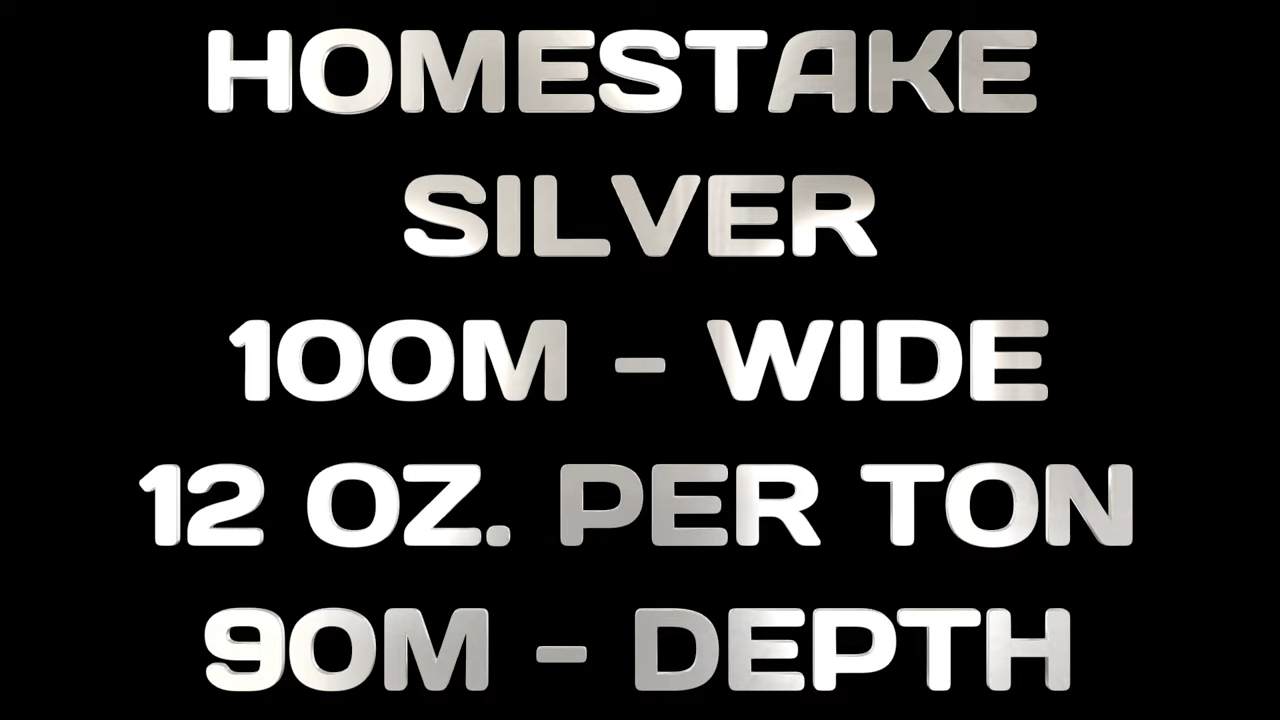 HOMESTAKE
SILVER
100M - WIDE
12 OZ. PER TON
90M - DEPTH